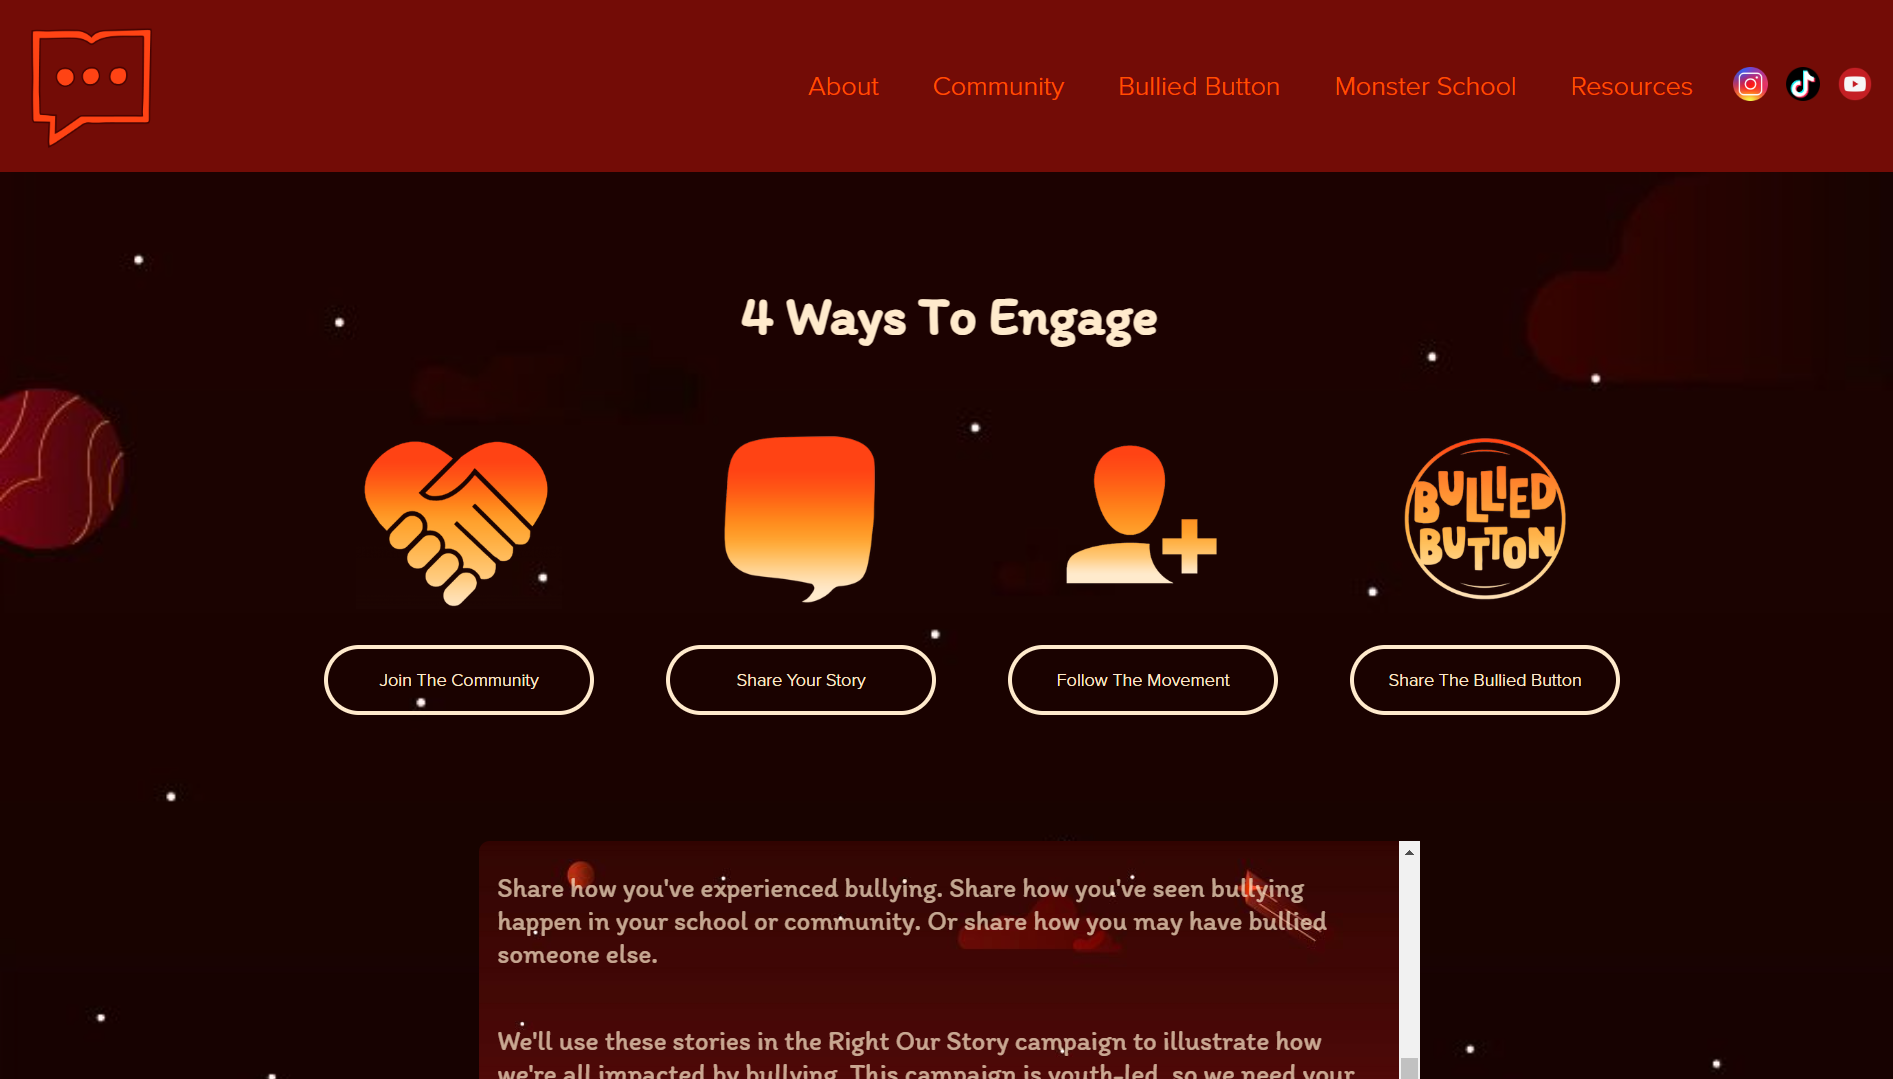 About
Community
Bullied Button
Monster School
Resources
4 Ways To Engage
BULLIED
BUTTON
Join The Community
Share Your Story
Follow The Movement
Share The Bullied Button
Share how you've experienced bullying. Share how you've seen bullying
happen in your school or community. Or share how you may have bullied
someone else.
We'll use these stories in the Right Our Story campaign to illustrate how
we're all impacted by bullying. This campaign is youth-led, so we need your